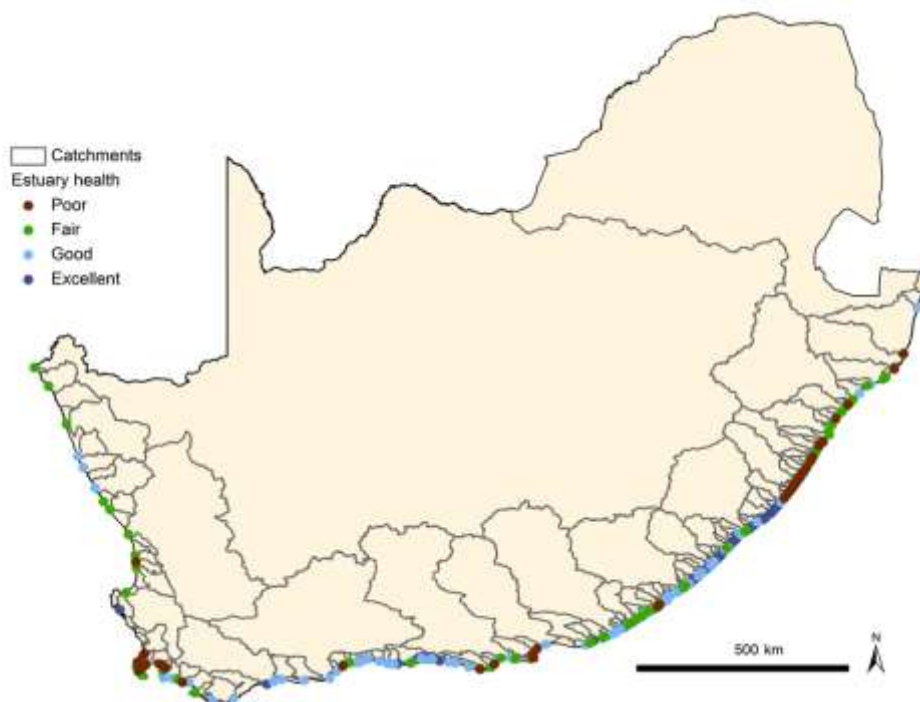 Catchments
Estuary health
Poor
Fair
Good
Excellent
500 km
N